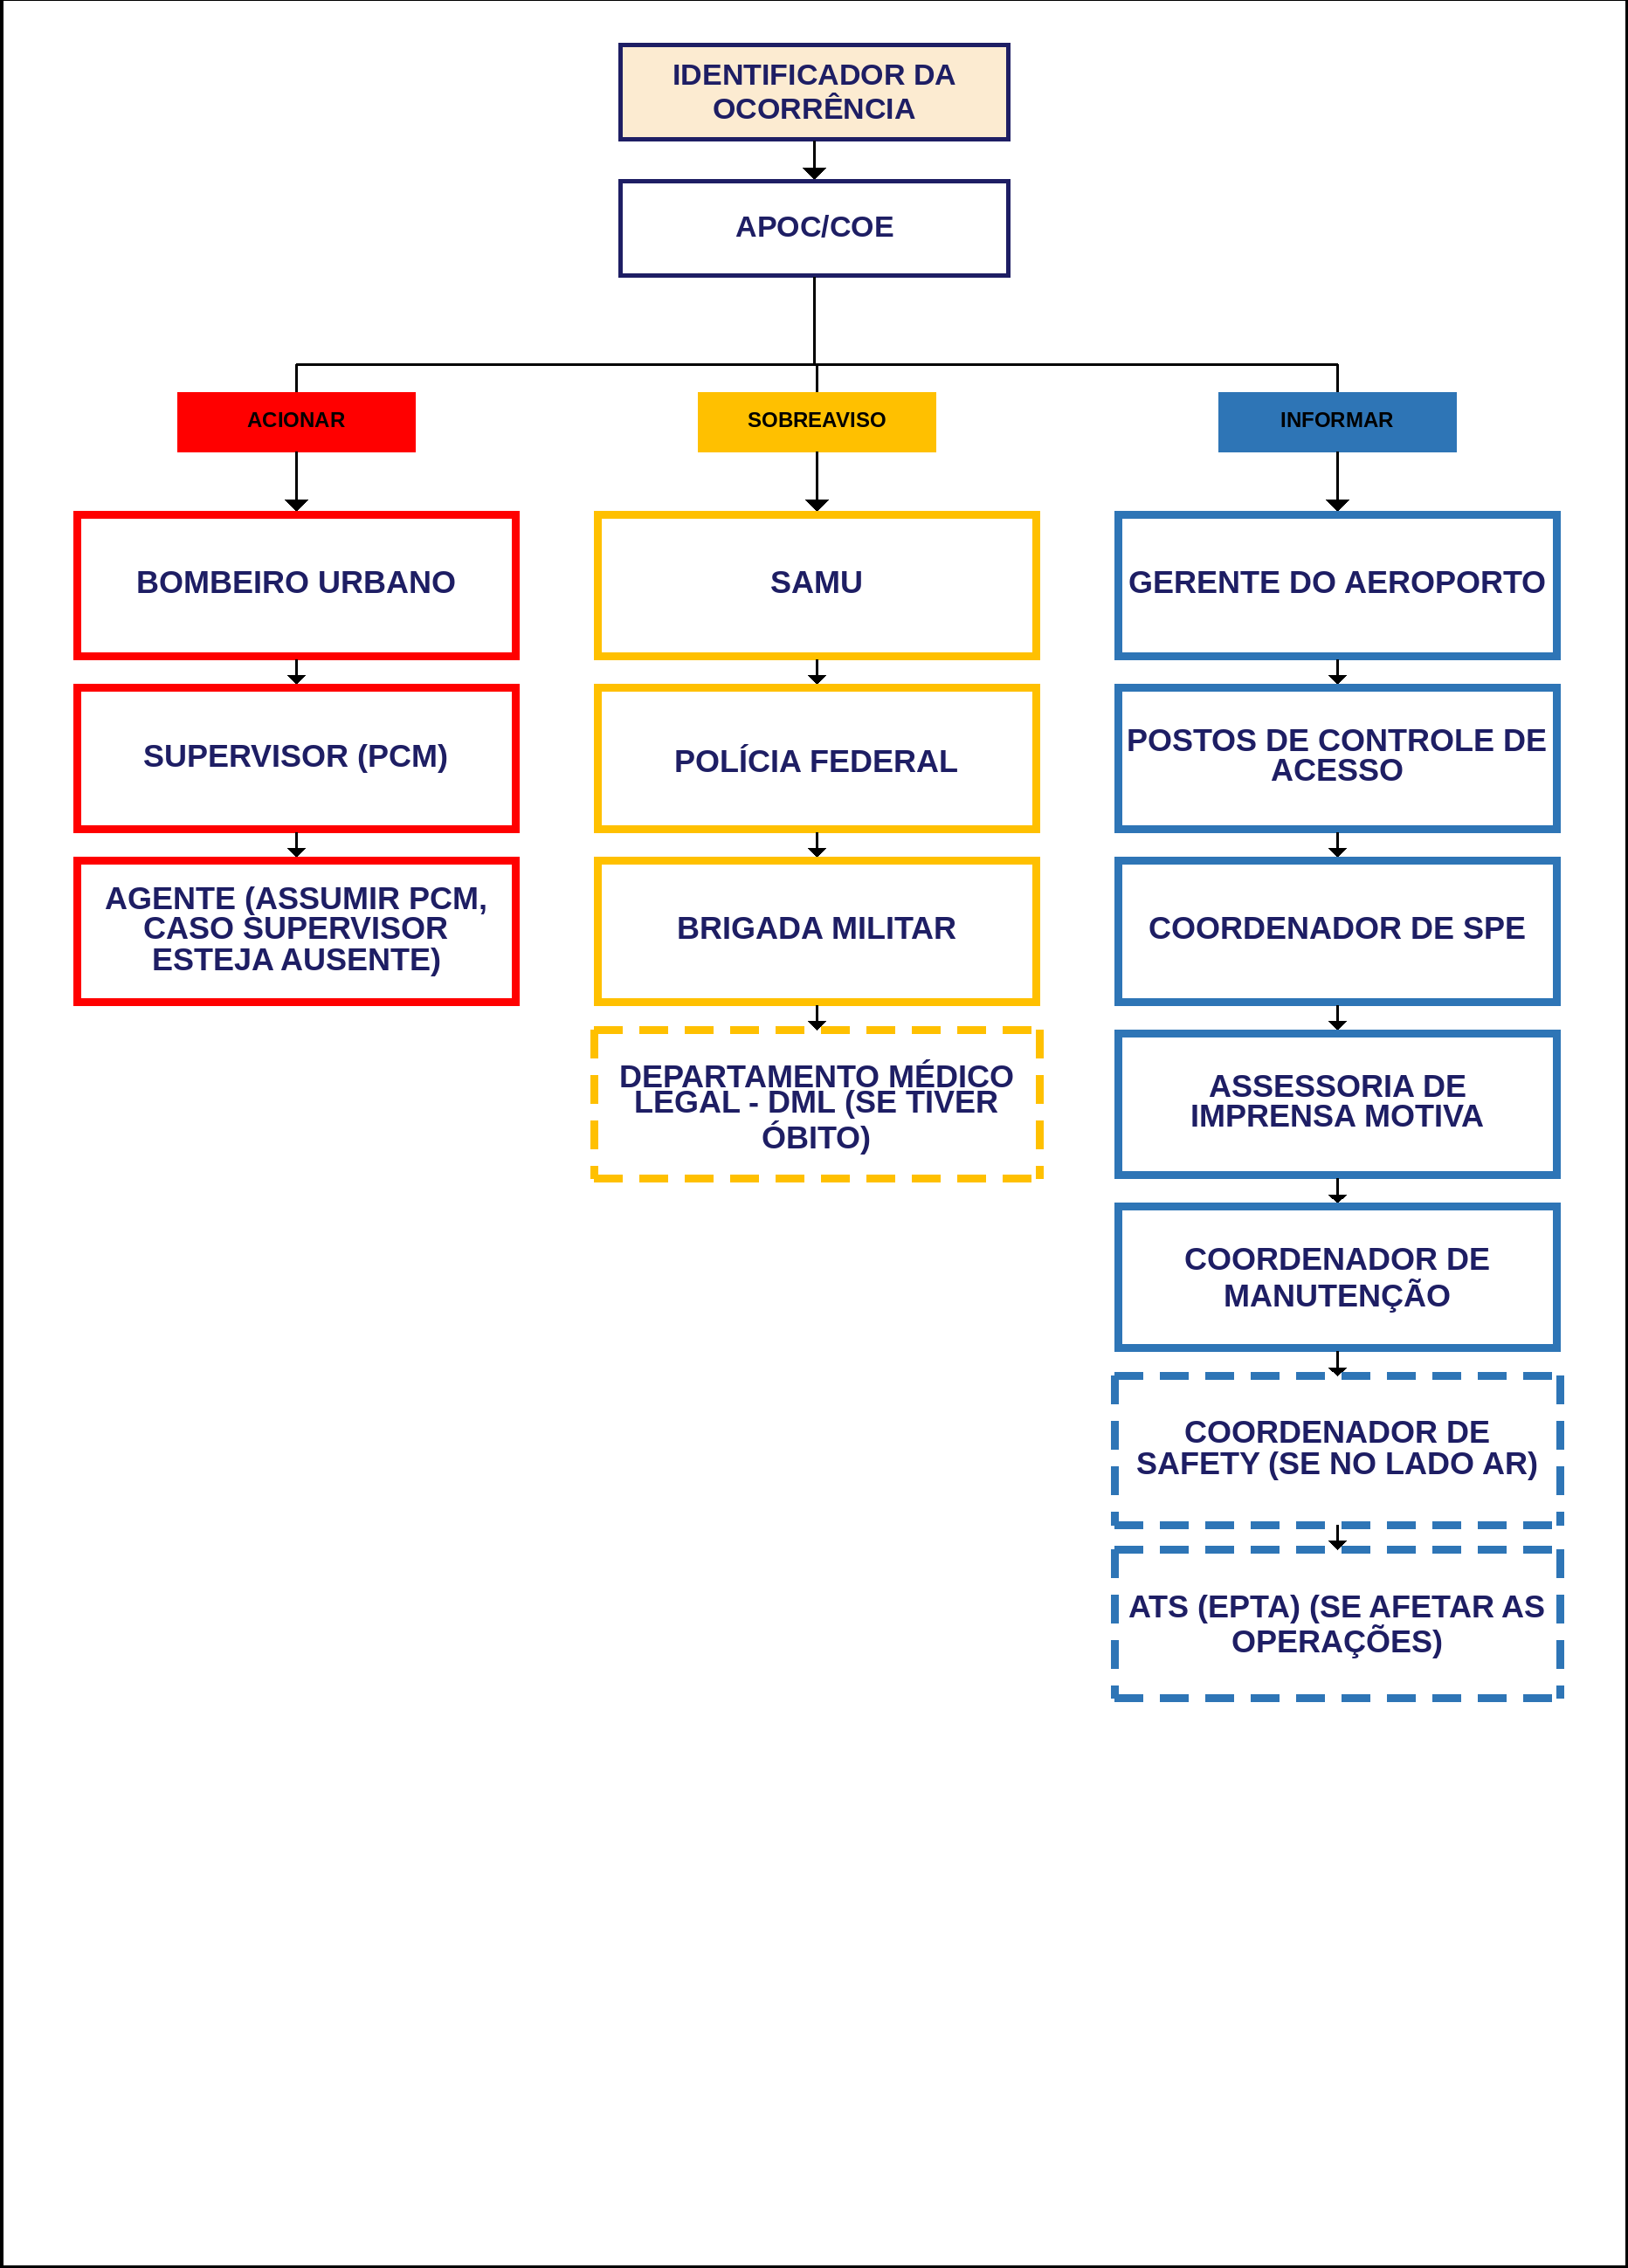 IDENTIFICADOR DA
OCORRÊNCIA
APOC/COE
ACIONAR
SOBREAVISO
INFORMAR
BOMBEIRO URBANO
SUPERVISOR (PCM)
AGENTE (ASSUMIR PCM,
CASO SUPERVISOR
ESTEJA AUSENTE)
SAMU
POLÍCIA FEDERAL
BRIGADA MILITAR
DEPARTAMENTO MÉDICO
LEGAL - DML (SE TIVER
ÓBITO)
GERENTE DO AEROPORTO
POSTOS DE CONTROLE DE
ACESSO
COORDENADOR DE SPE
ASSESSORIA DE
IMPRENSA MOTIVA
COORDENADOR DE
MANUTENÇÃO
COORDENADOR DE
SAFETY (SE NO LADO AR)
ATS (EPTA) (SE AFETAR AS
OPERAÇÕES)